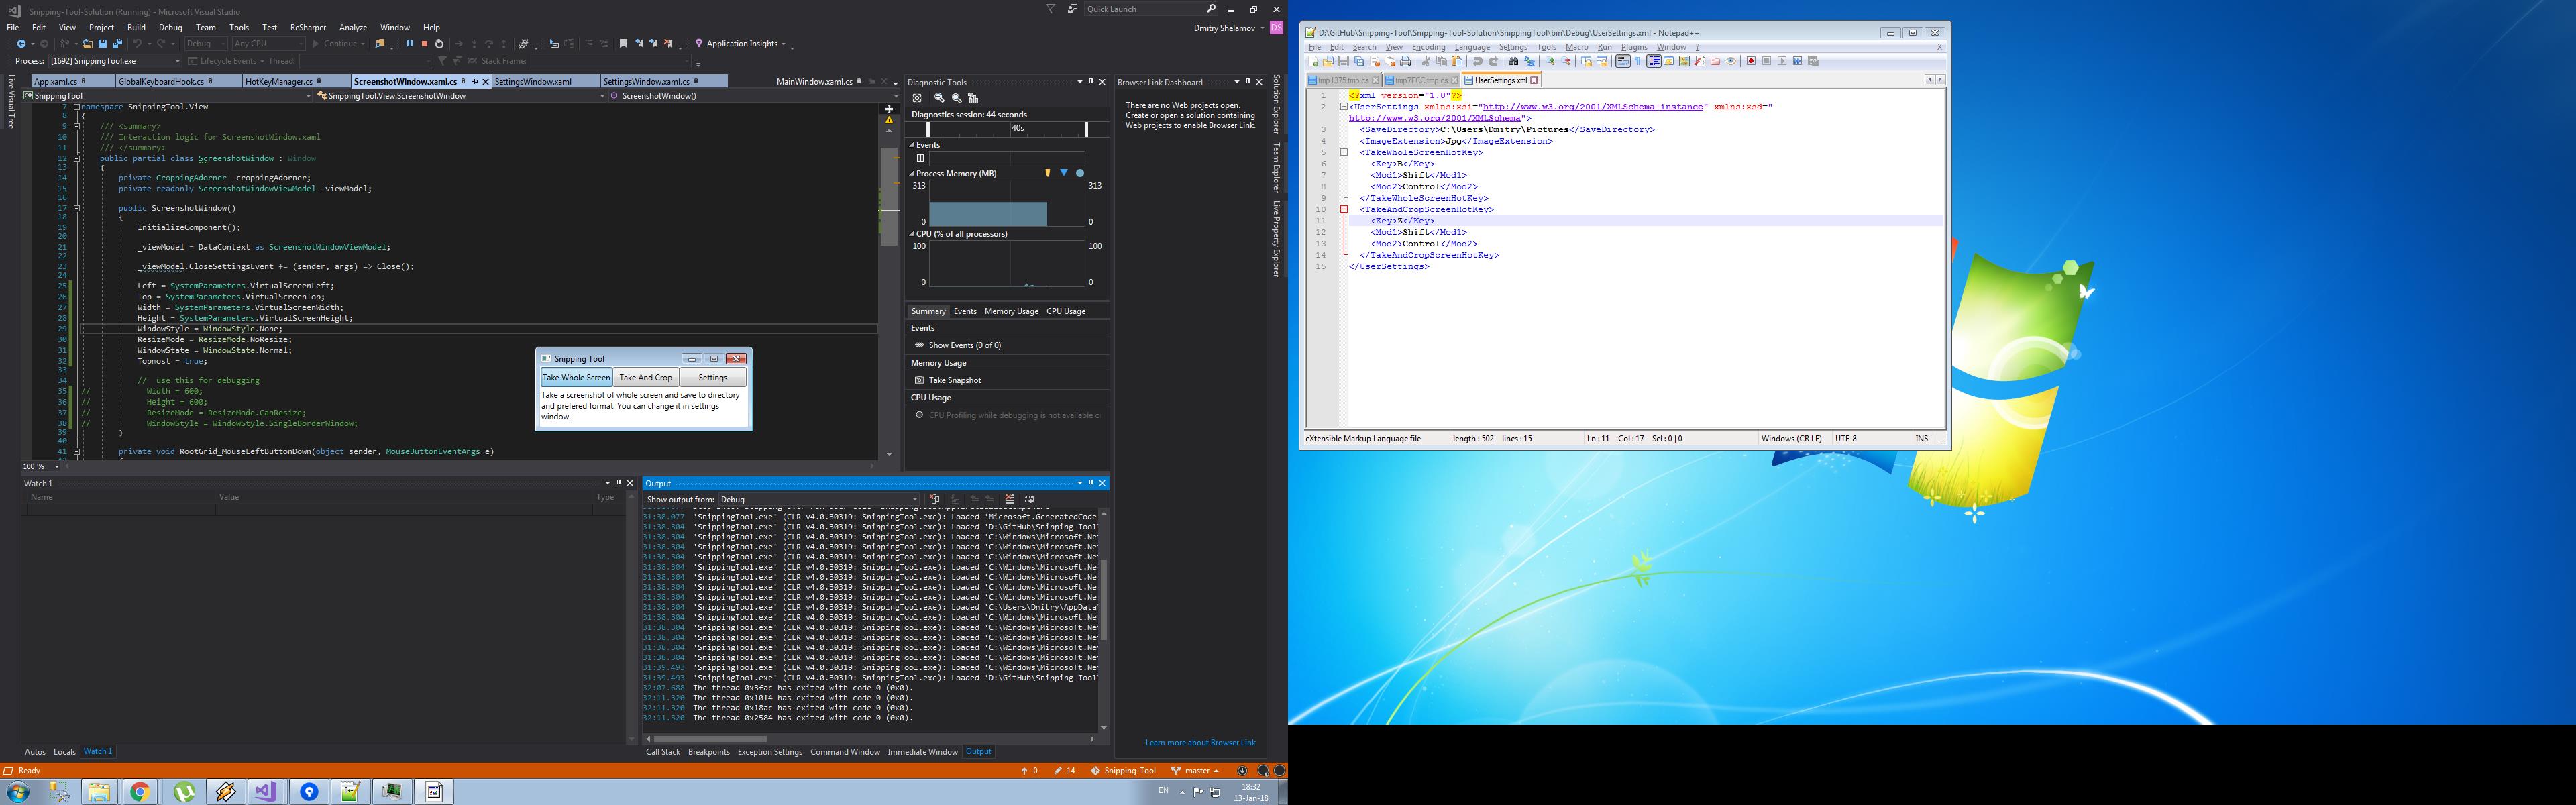 Snipping-Tool-Solution (Running) - Microsoft Visual Studio
Quick Launch
File Edit View Project Build Debug Team Tools Test ReSharper Analyze Window Help
Dmitry Shelamov DS
Debug Any CPU Continue Application Insights
Process: [1692] SnippingTool.exe Lifecycle Events Thread: Stack Frame:
App.xaml.cs GlobalKeyboardHook.cs HotKeyManager.cs ScreenshotWindow.xaml.cs SettingsWindow.xaml SettingsWindow.xaml.cs MainWindow.xaml.cs
SnippingTool SnippingTool.View.ScreenshotWindow ScreenshotWindow()
Live Visual Tree
7 namespace SnippingTool.View
8 {
9 /// <summary>
10 /// Interaction logic for ScreenshotWindow.xaml
11 /// </summary>
12 public partial class ScreenshotWindow : Window
13 {
14 private CroppingAdorner _croppingAdorner;
15 private readonly ScreenshotWindowViewModel _viewModel;
16
17 public ScreenshotWindow()
18 {
19 InitializeComponent();
20
21 _viewModel = DataContext as ScreenshotWindowViewModel;
22
23 _viewModel.CloseSettingsEvent += (sender, args) => Close();
24
25 Left = SystemParameters.VirtualScreenLeft;
26 Top = SystemParameters.VirtualScreenTop;
27 Width = SystemParameters.VirtualScreenWidth;
28 Height = SystemParameters.VirtualScreenHeight;
29 WindowStyle = WindowStyle.None;
30 ResizeMode = ResizeMode.NoResize;
31 WindowState = WindowState.Normal;
32 Topmost = true;
33
34 // use this for debugging
35 // Width = 600;
36 // Height = 600;
37 // ResizeMode = ResizeMode.CanResize;
38 // WindowStyle = WindowStyle.SingleBorderWindow;
39 }
40
41 private void RootGrid_MouseLeftButtonDown(object sender, MouseButtonEventArgs e)
100 %
Snipping Tool
Take Whole Screen Take And Crop Settings
Take a screenshot of whole screen and save to directory
and prefered format. You can change it in settings
window.
Diagnostic Tools
Diagnostics session: 44 seconds
40s
Events
Process Memory (MB)
313 313
0 0
CPU (% of all processors)
100 100
0 0
Summary Events Memory Usage CPU Usage
Events
Show Events (0 of 0)
Memory Usage
Take Snapshot
CPU Usage
CPU Profiling while debugging is not available o
Browser Link Dashboard
There are no Web projects open.
Create or open a solution containing
Web projects to enable Browser Link.
Learn more about Browser Link
Solution Explorer Team Explorer Live Property Explorer
Watch 1
Name Value Type
Autos Locals Watch 1
Output
Show output from: Debug
31:38.077 'SnippingTool.exe' (CLR v4.0.30319: SnippingTool.exe): Loaded 'Microsoft.GeneratedCode
31:38.304 'SnippingTool.exe' (CLR v4.0.30319: SnippingTool.exe): Loaded 'D:\GitHub\Snipping-Tool
31:38.304 'SnippingTool.exe' (CLR v4.0.30319: SnippingTool.exe): Loaded 'C:\Windows\Microsoft.Ne
31:38.304 'SnippingTool.exe' (CLR v4.0.30319: SnippingTool.exe): Loaded 'C:\Windows\Microsoft.Ne
31:38.304 'SnippingTool.exe' (CLR v4.0.30319: SnippingTool.exe): Loaded 'C:\Windows\Microsoft.Ne
31:38.304 'SnippingTool.exe' (CLR v4.0.30319: SnippingTool.exe): Loaded 'C:\Windows\Microsoft.Ne
31:38.304 'SnippingTool.exe' (CLR v4.0.30319: SnippingTool.exe): Loaded 'C:\Windows\Microsoft.Ne
31:38.304 'SnippingTool.exe' (CLR v4.0.30319: SnippingTool.exe): Loaded 'C:\Windows\Microsoft.Ne
31:38.304 'SnippingTool.exe' (CLR v4.0.30319: SnippingTool.exe): Loaded 'C:\Windows\Microsoft.Ne
31:38.304 'SnippingTool.exe' (CLR v4.0.30319: SnippingTool.exe): Loaded 'C:\Users\Dmitry\AppData
31:38.304 'SnippingTool.exe' (CLR v4.0.30319: SnippingTool.exe): Loaded 'C:\Windows\Microsoft.Ne
31:38.304 'SnippingTool.exe' (CLR v4.0.30319: SnippingTool.exe): Loaded 'C:\Windows\Microsoft.Ne
31:38.304 'SnippingTool.exe' (CLR v4.0.30319: SnippingTool.exe): Loaded 'C:\Windows\Microsoft.Ne
31:38.304 'SnippingTool.exe' (CLR v4.0.30319: SnippingTool.exe): Loaded 'C:\Windows\Microsoft.Ne
31:38.304 'SnippingTool.exe' (CLR v4.0.30319: SnippingTool.exe): Loaded 'C:\Windows\Microsoft.Ne
31:39.493 'SnippingTool.exe' (CLR v4.0.30319: SnippingTool.exe): Loaded 'C:\Windows\Microsoft.Ne
31:39.493 'SnippingTool.exe' (CLR v4.0.30319: SnippingTool.exe): Loaded 'D:\GitHub\Snipping-Tool
32:07.688 The thread 0x3fac has exited with code 0 (0x0).
32:11.320 The thread 0x1014 has exited with code 0 (0x0).
32:11.320 The thread 0x18ac has exited with code 0 (0x0).
32:11.320 The thread 0x2584 has exited with code 0 (0x0).
Call Stack Breakpoints Exception Settings Command Window Immediate Window Output
Ready 0 14 Snipping-Tool master
EN 18:32
13-Jan-18
D:\GitHub\Snipping-Tool\Snipping-Tool-Solution\SnippingTool\bin\Debug\UserSettings.xml - Notepad++
File Edit Search View Encoding Language Settings Tools Macro Run Plugins Window ? X
tmp1375.tmp.cs tmp7ECC.tmp.cs UserSettings.xml
1 <?xml version="1.0"?>
2 <UserSettings xmlns:xsi="http://www.w3.org/2001/XMLSchema-instance" xmlns:xsd="
http://www.w3.org/2001/XMLSchema">
3 <SaveDirectory>C:\Users\Dmitry\Pictures</SaveDirectory>
4 <ImageExtension>Jpg</ImageExtension>
5 <TakeWholeScreenHotKey>
6 <Key>B</Key>
7 <Mod1>Shift</Mod1>
8 <Mod2>Control</Mod2>
9 </TakeWholeScreenHotKey>
10 <TakeAndCropScreenHotKey>
11 <Key>Z</Key>
12 <Mod1>Shift</Mod1>
13 <Mod2>Control</Mod2>
14 </TakeAndCropScreenHotKey>
15 </UserSettings>
eXtensible Markup Language file length : 502 lines : 15 Ln : 11 Col : 17 Sel : 0 | 0 Windows (CR LF) UTF-8 INS